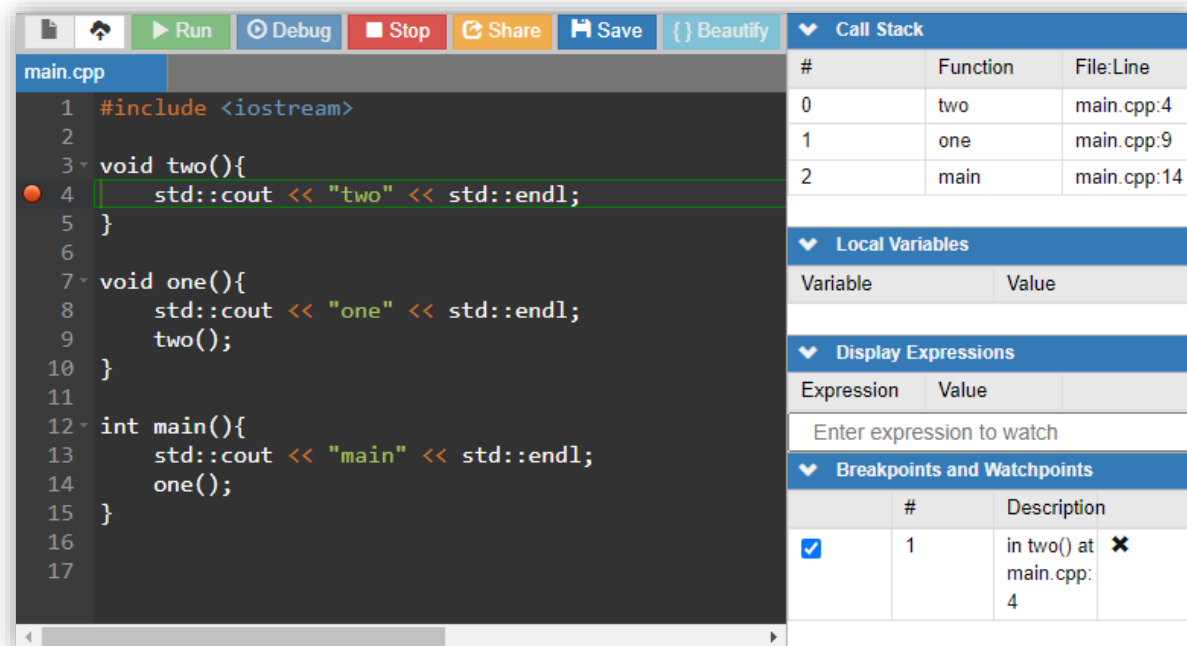 Run Debug Stop Share Save { } Beautify
main.cpp
1 #include <iostream>
2
3 void two(){
4     std::cout << "two" << std::endl;
5 }
6
7 void one(){
8     std::cout << "one" << std::endl;
9     two();
10 }
11
12 int main(){
13     std::cout << "main" << std::endl;
14     one();
15 }
16
17
Call Stack
# Function File:Line
0 two main.cpp:4
1 one main.cpp:9
2 main main.cpp:14
Local Variables
Variable Value
Display Expressions
Expression Value
Enter expression to watch
Breakpoints and Watchpoints
# Description
1 in two() at
main.cpp:
4